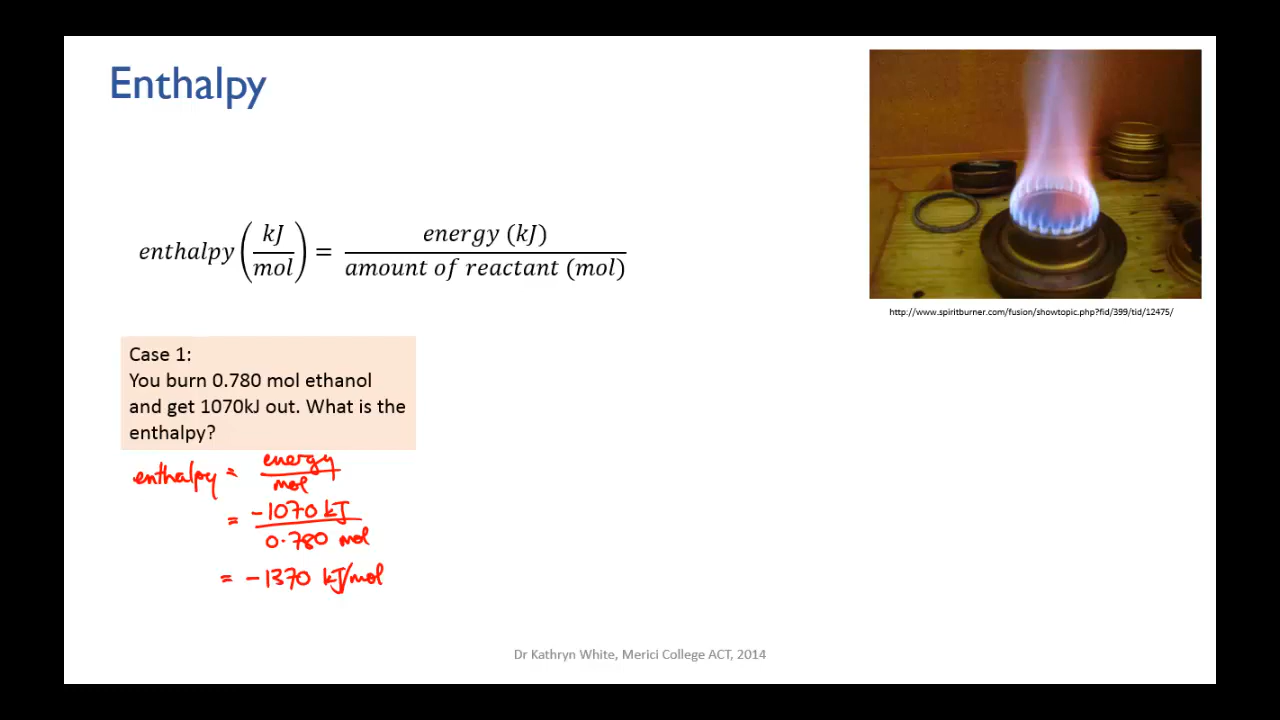 Enthalpy
enthalpy (kJ/mol) = energy (kJ)/amount of reactant (mol)
http://www.spiritburner.com/fusion/showtopic.php?fid/399/tid/12475/
Case 1:
You burn 0.780 mol ethanol
and get 1070kJ out. What is the
enthalpy?
enthalpy = energy/mol
= -1070 kJ/0.780 mol
= -1370 kJ/mol
Dr Kathryn White, Merici College ACT, 2014